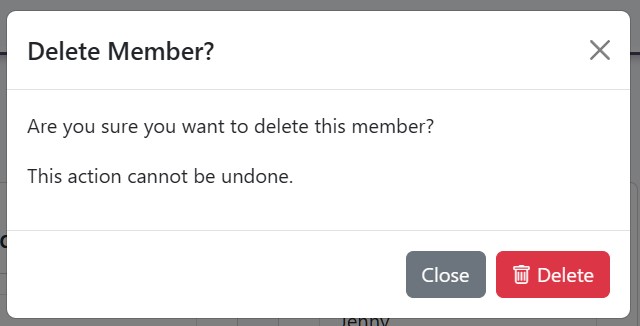 Delete Member?
Are you sure you want to delete this member?
This action cannot be undone.
Close
Delete
Jenny